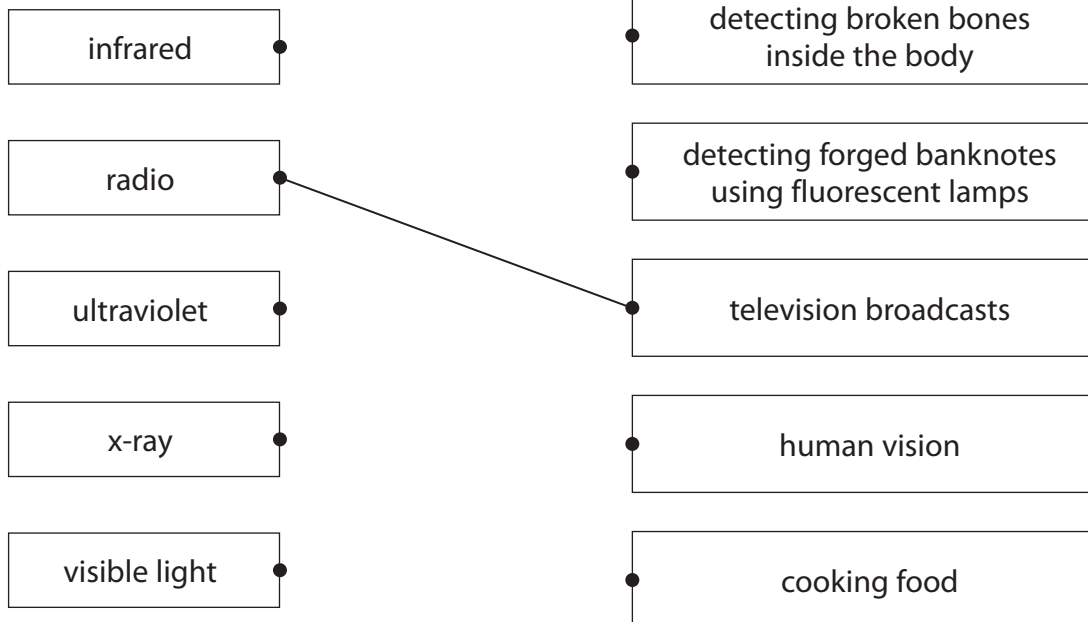 infrared
radio
ultraviolet
x-ray
visible light
detecting broken bones
inside the body
detecting forged banknotes
using fluorescent lamps
television broadcasts
human vision
cooking food